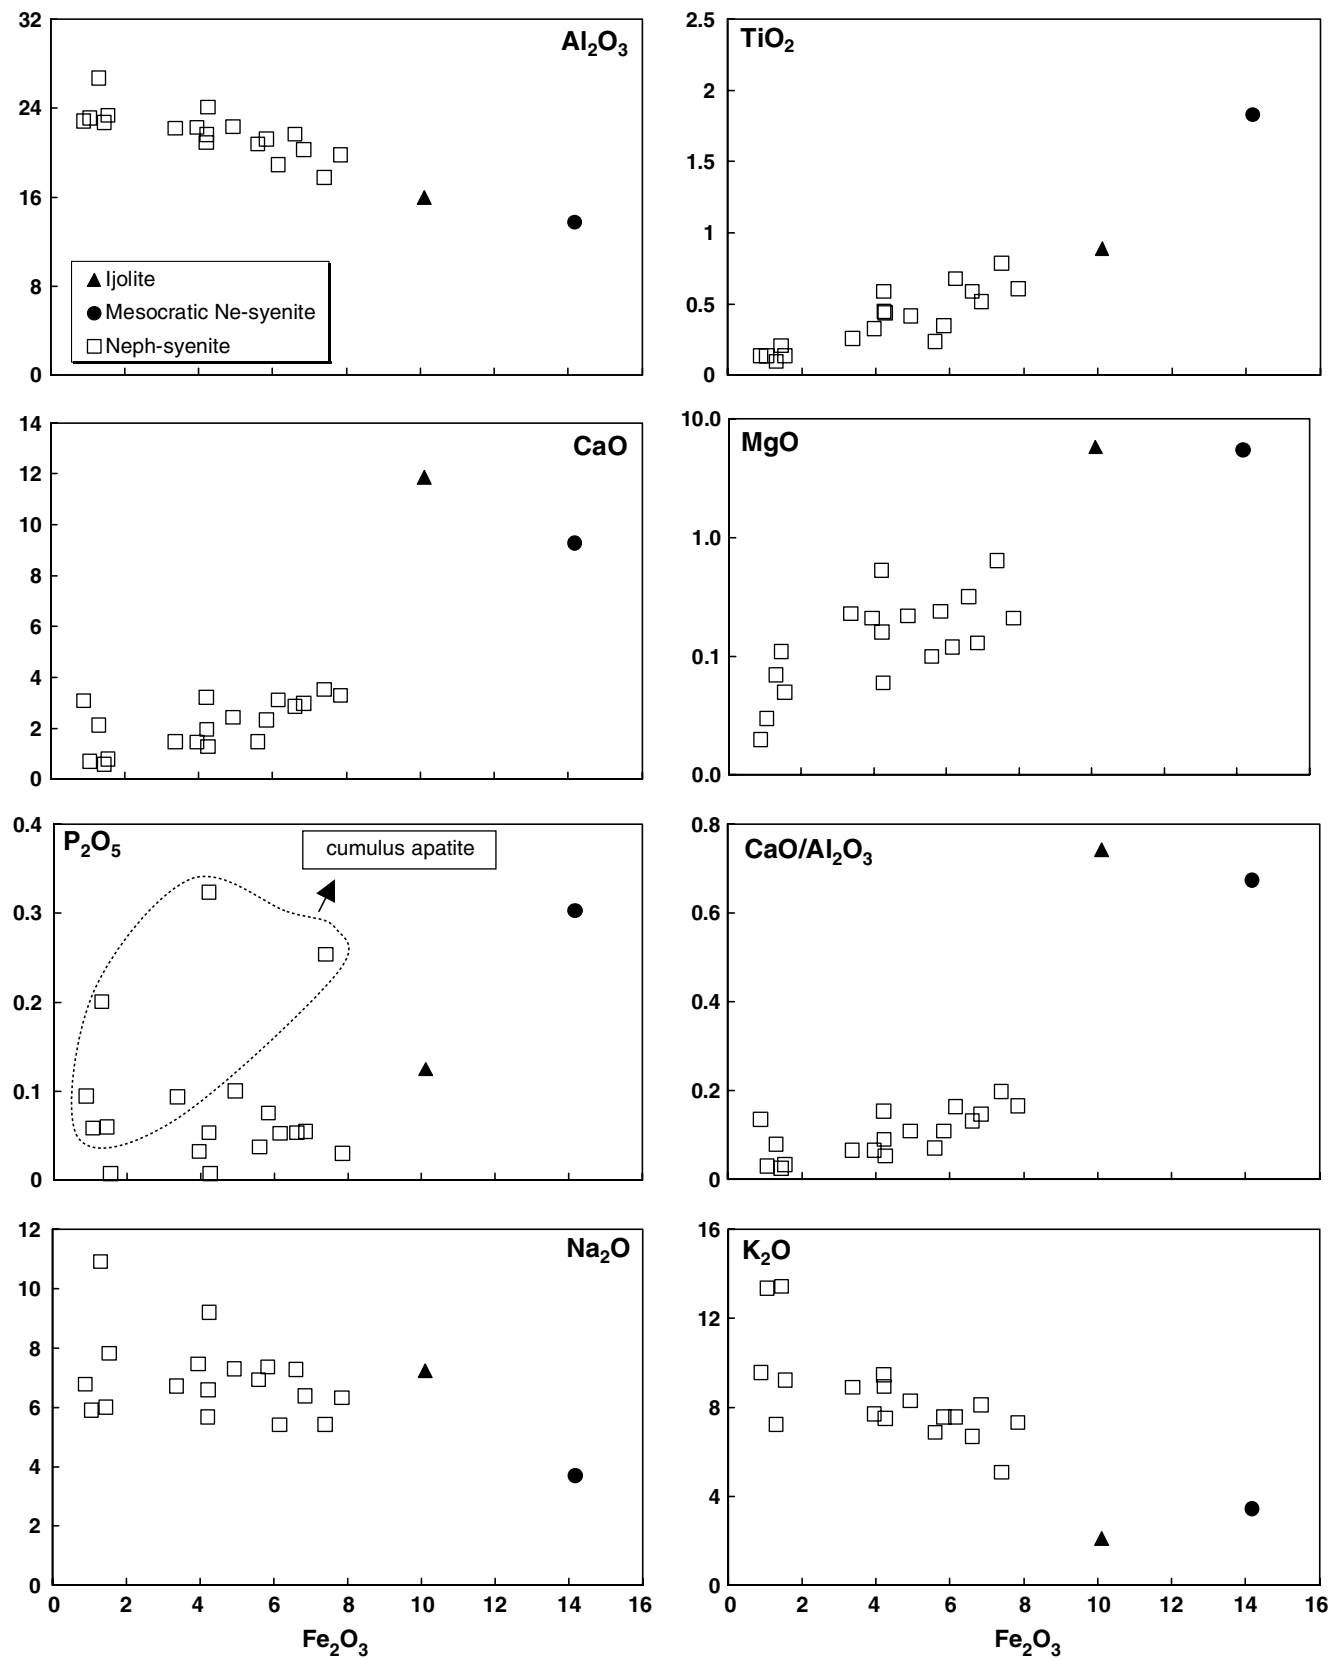 32
24
16
8
0
Al₂O₃
Ijolite
Mesocratic Ne-syenite
Neph-syenite
2.5
2
1.5
1
0.5
0
TiO₂
14
12
10
8
6
4
2
0
CaO
10.0
1.0
0.1
0.0
MgO
0.4
0.3
0.2
0.1
0
P₂O₅
cumulus apatite
0.8
0.6
0.4
0.2
0
CaO/Al₂O₃
12
10
8
6
4
2
0
Na₂O
0 2 4 6 8 10 12 14 16
Fe₂O₃
16
12
8
4
0
K₂O
0 2 4 6 8 10 12 14 16
Fe₂O₃